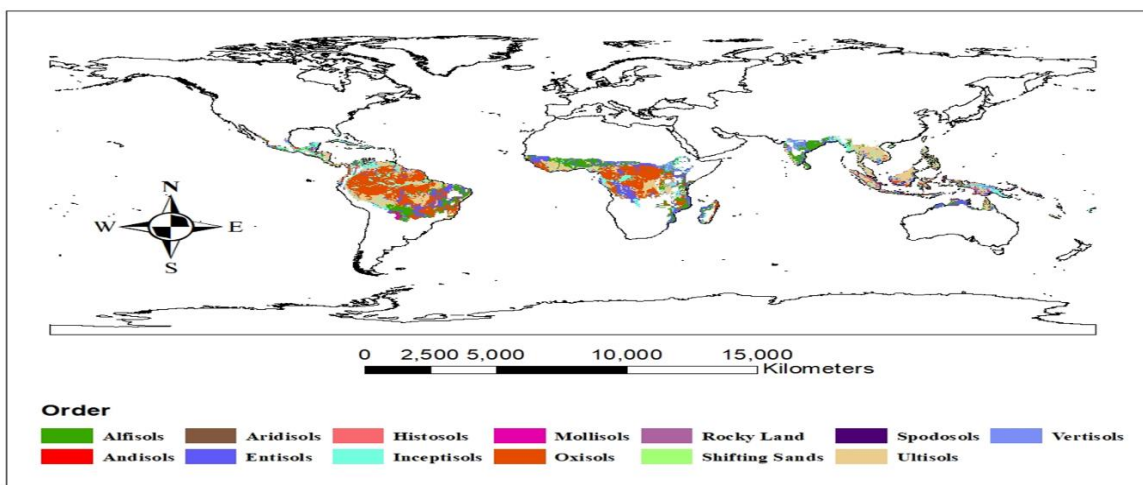 N
W E
S
0 2,500 5,000 10,000 15,000
Kilometers
Order
Alfisols Aridisols Histosols Mollisols Rocky Land Spodosols Vertisols
Andisols Entisols Inceptisols Oxisols Shifting Sands Ultisols